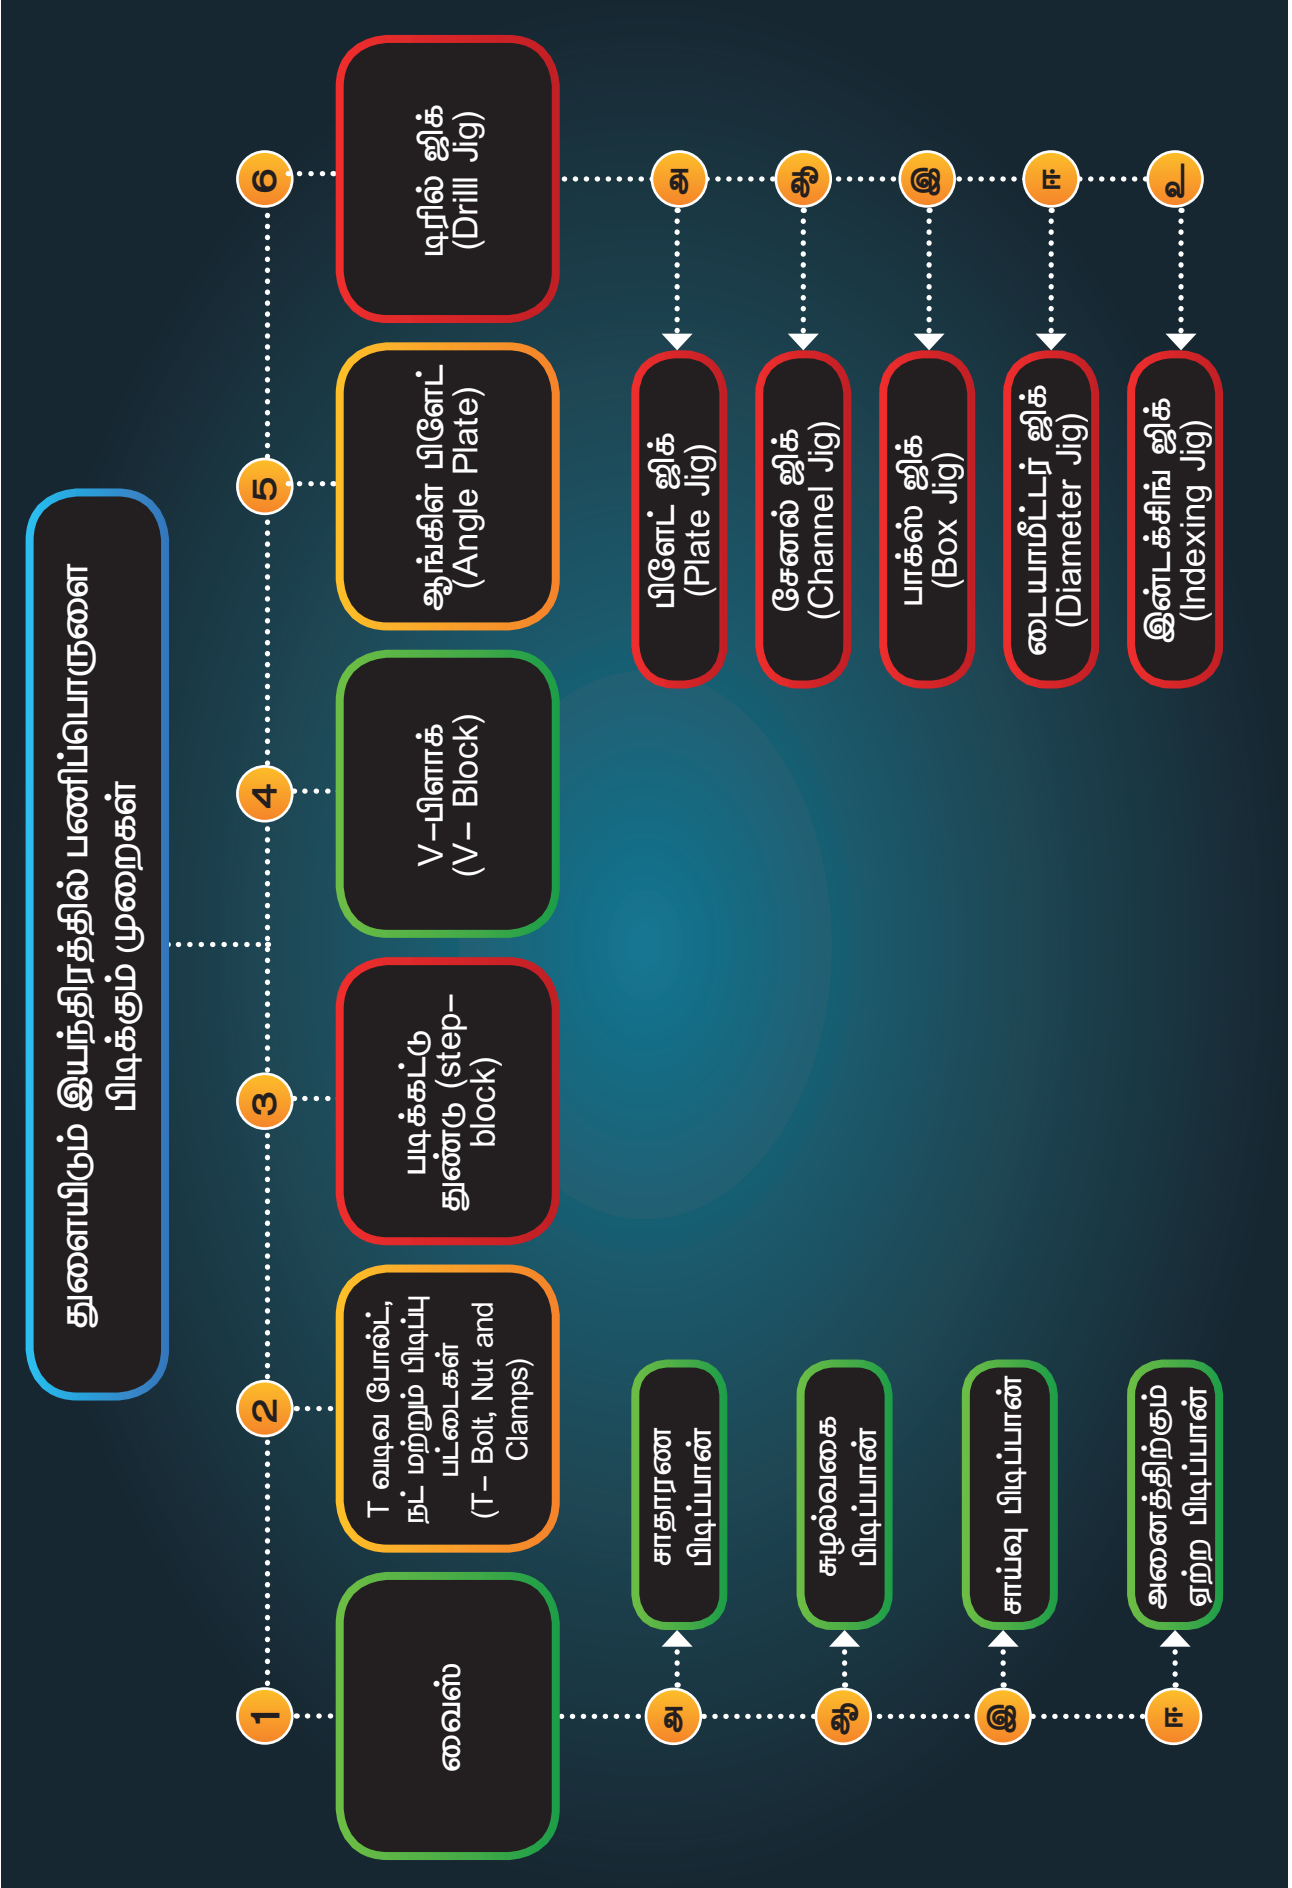 துளையிடும் இயந்திரத்தில் பணிப்பொருளை
பிடிக்கும் முறைகள்
1
வைஸ்
2
T வடிவ போல்ட்,
நட் மற்றும் பிடிப்பு
பட்டைகள்
(T– Bolt, Nut and
Clamps)
3
படிக்கட்டு
துண்டு (step–
block)
4
V–பிளாக்
(V– Block)
5
ஆங்கிள் பிளேட்
(Angle Plate)
6
டிரில் ஜிக்
(Drilll Jig)
அ
சாதாரண
பிடிப்பான்
ஆ
சுழல்வகை
பிடிப்பான்
இ
சாய்வு பிடிப்பான்
ஈ
அனைத்திற்கும்
ஏற்ற பிடிப்பான்
அ
பிளேட் ஜிக்
(Plate Jig)
ஆ
சேனல் ஜிக்
(Channel Jig)
இ
பாக்ஸ் ஜிக்
(Box Jig)
ஈ
டையாமீட்டர் ஜிக்
(Diameter Jig)
உ
இன்டக்சிங் ஜிக்
(Indexing Jig)